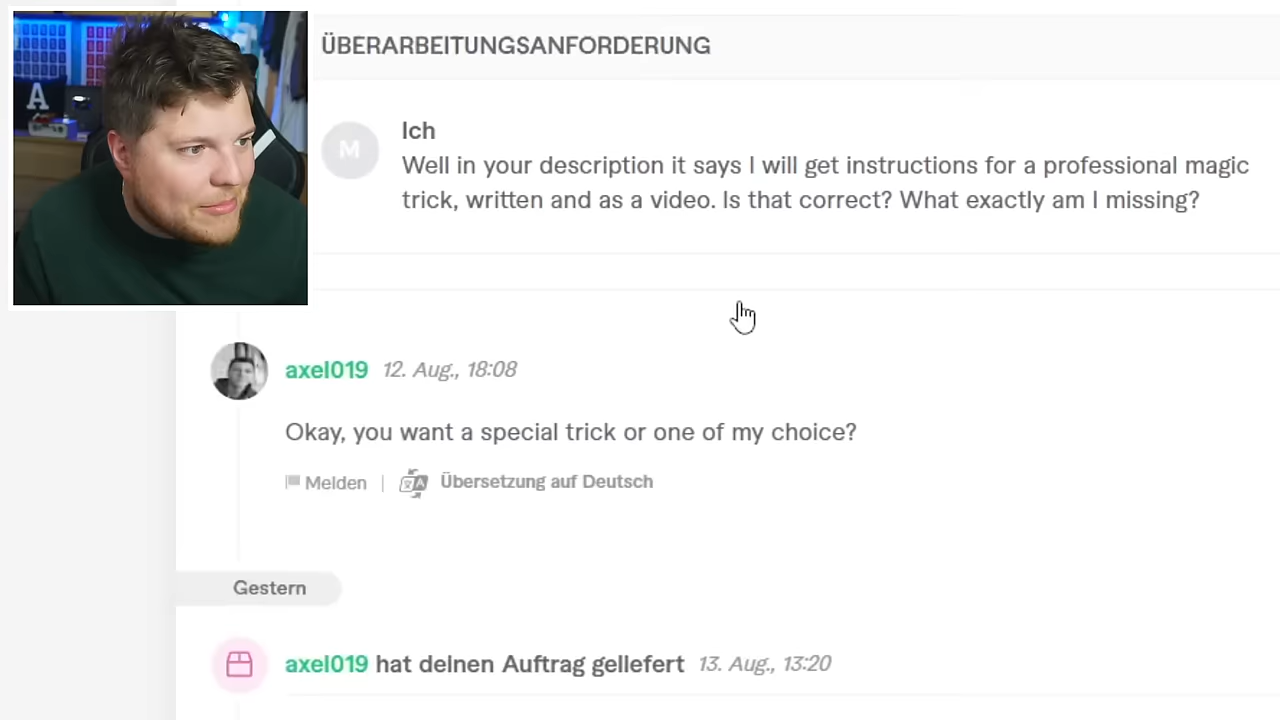 A
ÜBERARBEITUNGSANFORDERUNG
M
Ich
Well in your description it says I will get instructions for a professional magic
trick, written and as a video. Is that correct? What exactly am I missing?
axel019 12. Aug., 18:08
Okay, you want a special trick or one of my choice?
Melden | Übersetzung auf Deutsch
Gestern
axel019 hat deinen Auftrag geliefert 13. Aug., 13:20